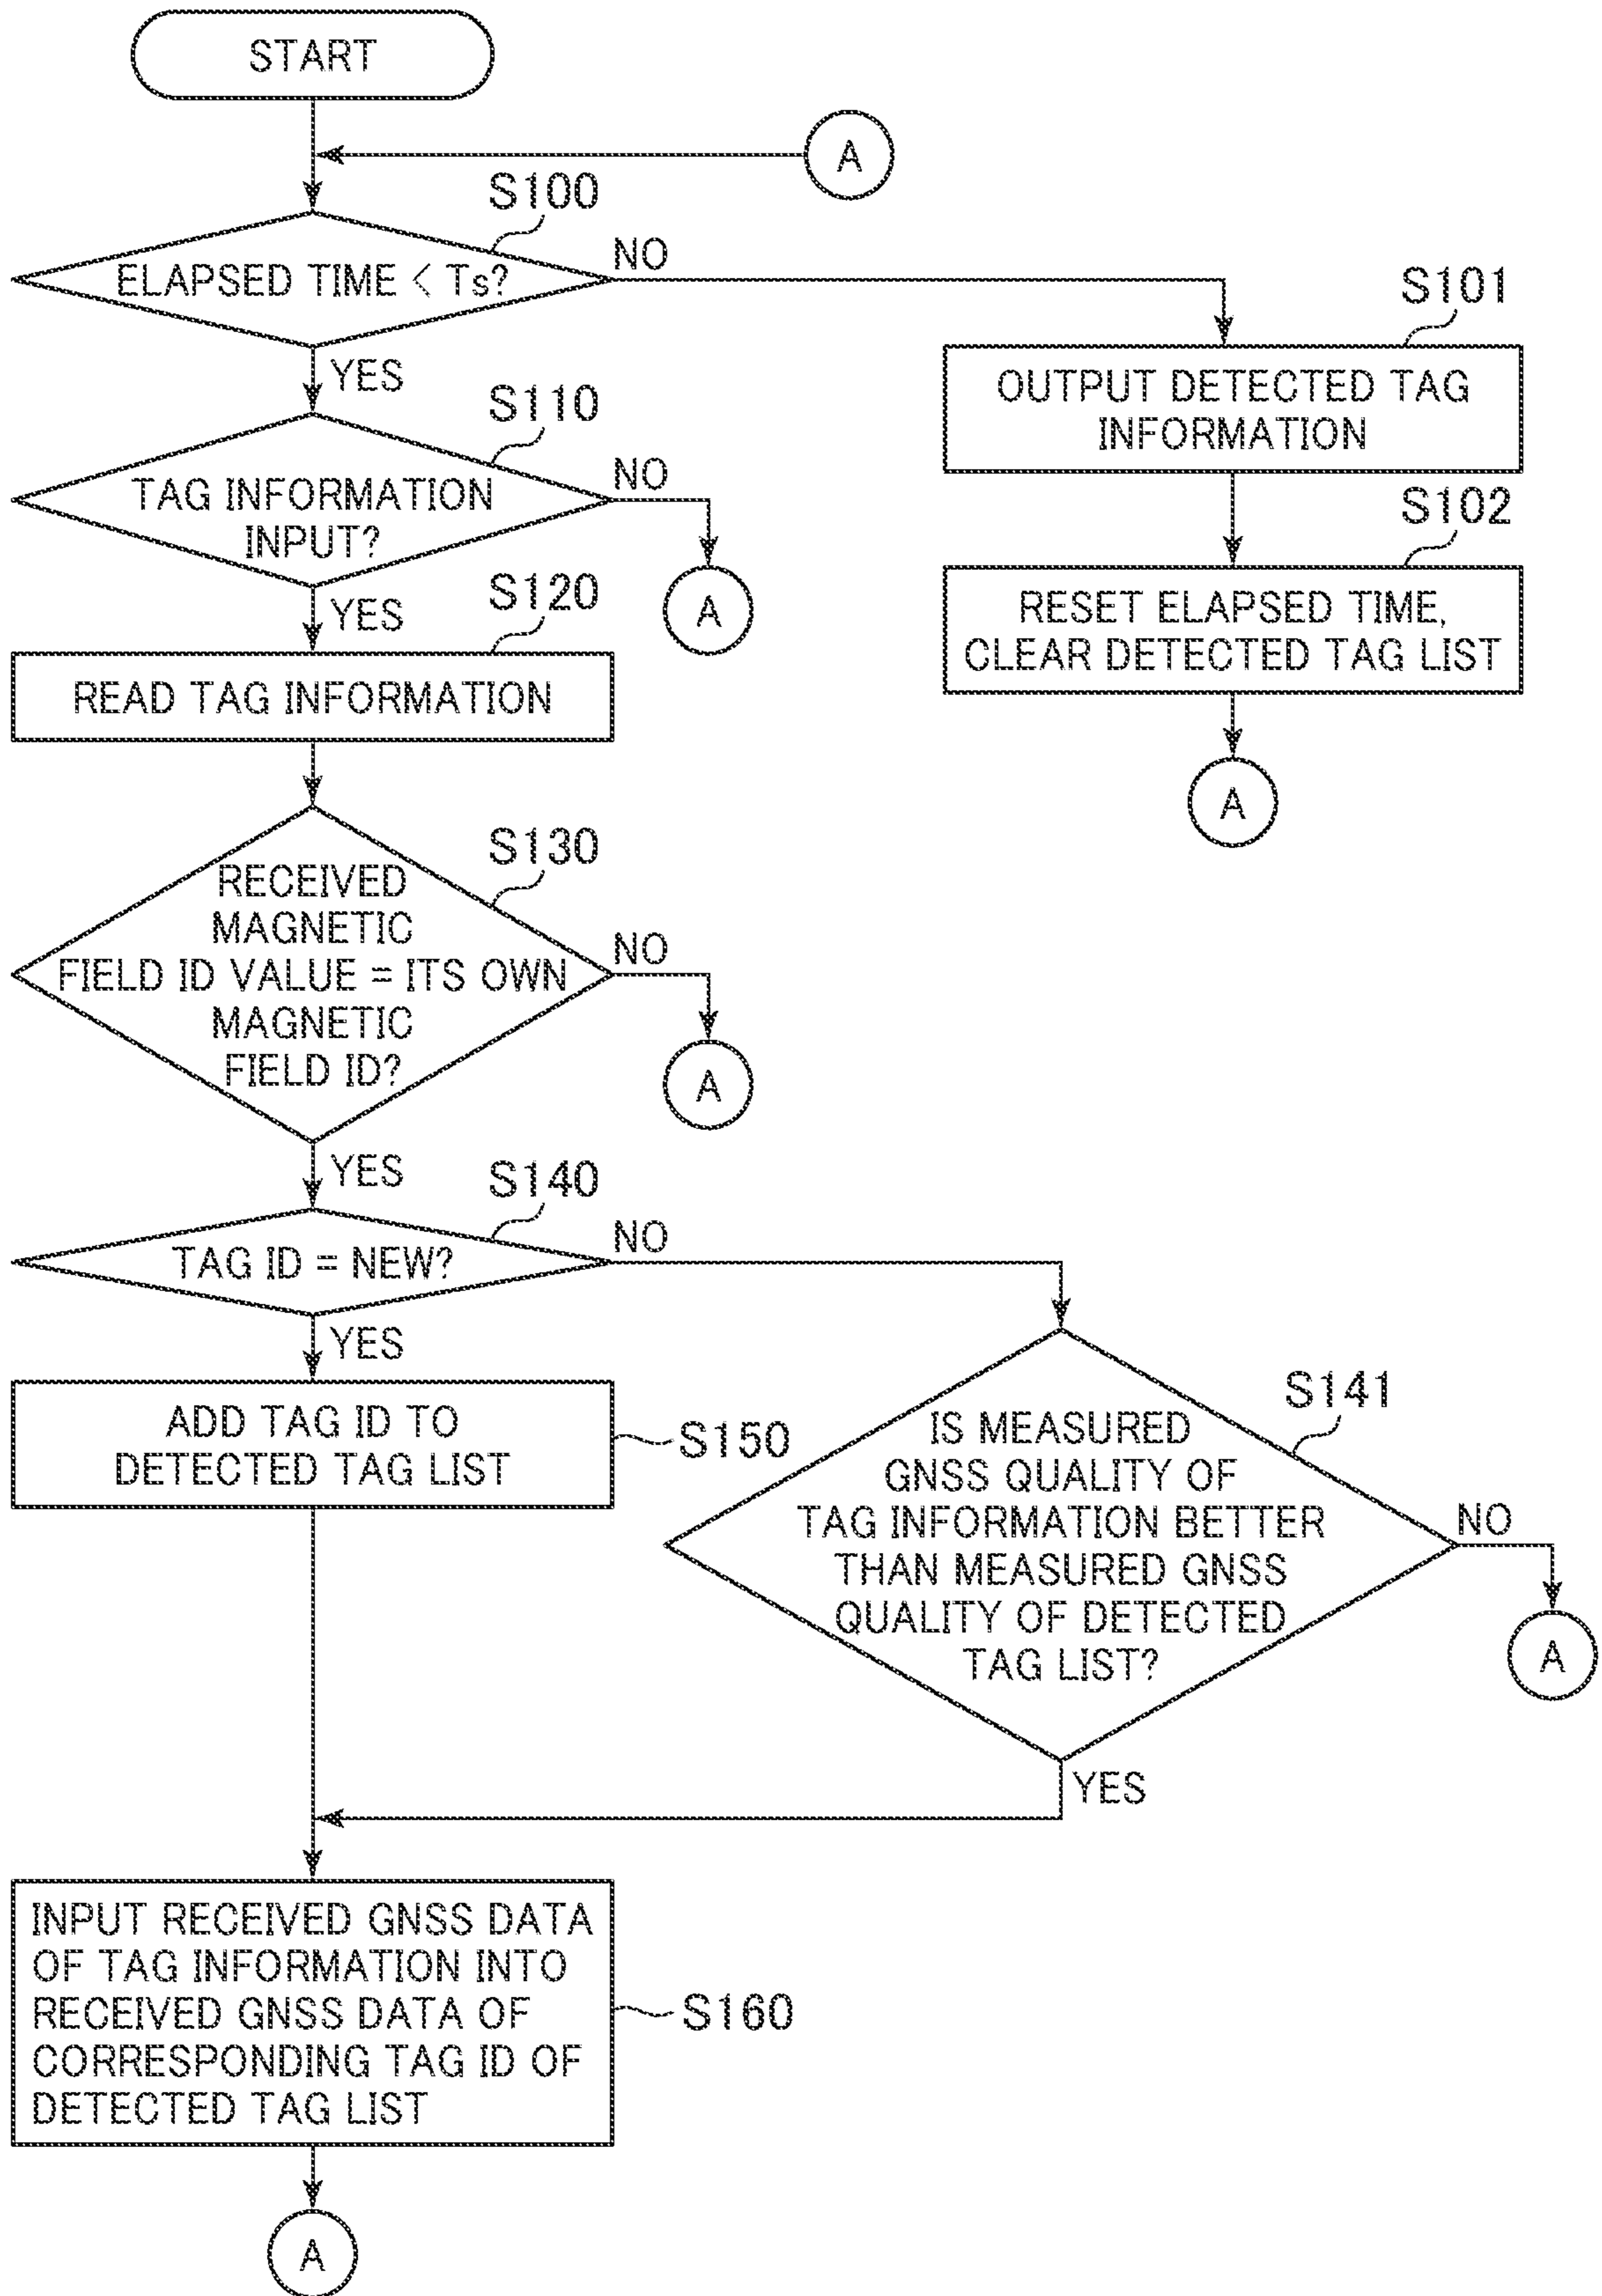 START
A
S100
ELAPSED TIME < Ts?
NO
YES
S101
OUTPUT DETECTED TAG
INFORMATION
S110
TAG INFORMATION
INPUT?
NO
YES
A
S102
RESET ELAPSED TIME,
CLEAR DETECTED TAG LIST
A
S120
READ TAG INFORMATION
S130
RECEIVED
MAGNETIC
FIELD ID VALUE = ITS OWN
MAGNETIC
FIELD ID?
NO
A
YES
S140
TAG ID = NEW?
NO
YES
ADD TAG ID TO
DETECTED TAG LIST
S150
S141
IS MEASURED
GNSS QUALITY OF
TAG INFORMATION BETTER
THAN MEASURED GNSS
QUALITY OF DETECTED
TAG LIST?
NO
A
YES
INPUT RECEIVED GNSS DATA
OF TAG INFORMATION INTO
RECEIVED GNSS DATA OF
CORRESPONDING TAG ID OF
DETECTED TAG LIST
S160
A